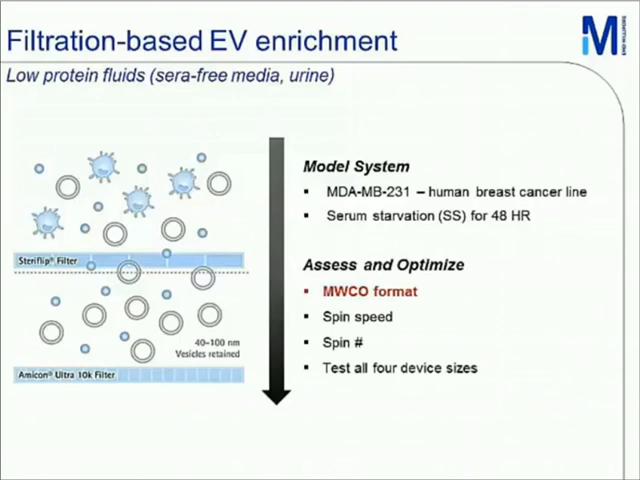 Filtration-based EV enrichment
Low protein fluids (sera-free media, urine)
M
Steriflip® Filter
40–100 nm
Vesicles retained
Amicon® Ultra 10k Filter
Model System
▪ MDA-MB-231 – human breast cancer line
▪ Serum starvation (SS) for 48 HR
Assess and Optimize
▪ MWCO format
▪ Spin speed
▪ Spin #
▪ Test all four device sizes